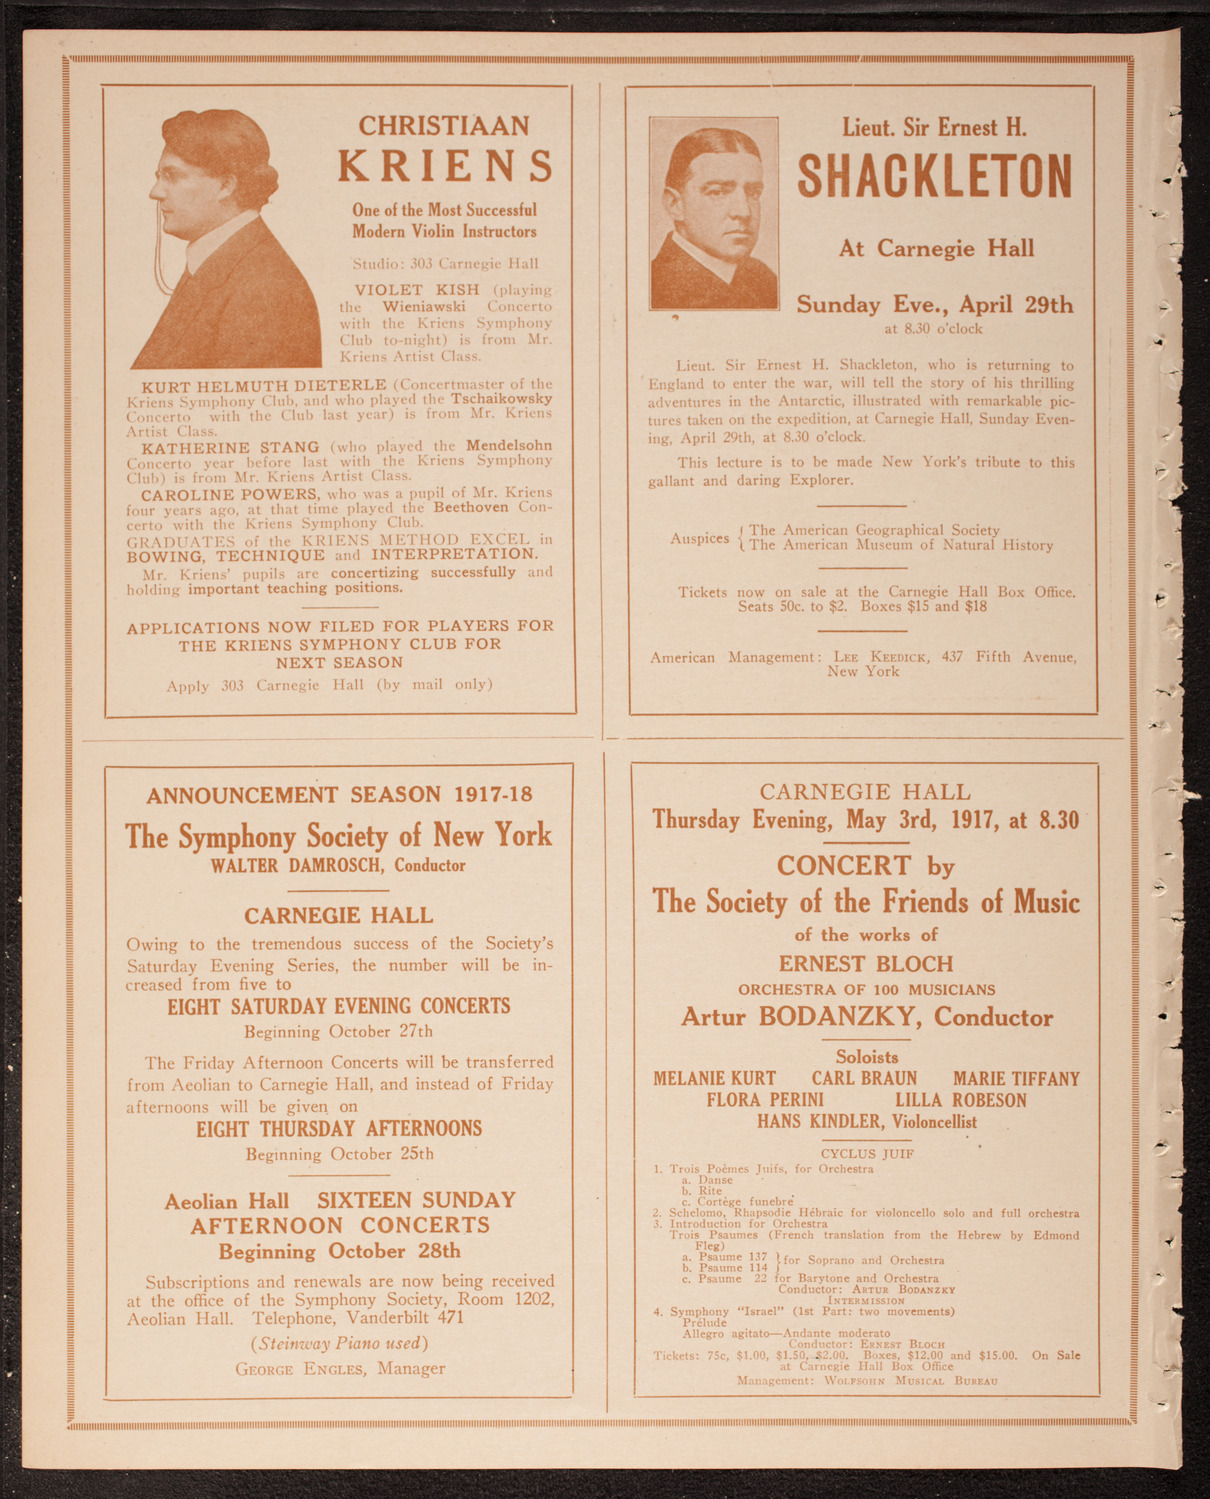 CHRISTIAAN
KRIENS
One of the Most Successful
Modern Violin Instructors
Studio: 303 Carnegie Hall
VIOLET KISH (playing
the Wieniawski Concerto
with the Kriens Symphony
Club to-night) is from Mr.
Kriens Artist Class.
KURT HELMUTH DIETERLE (Concertmaster of the
Kriens Symphony Club, and who played the Tschaikowsky
Concerto with the Club last year) is from Mr. Kriens
Artist Class.
KATHERINE STANG (who played the Mendelsohn
Concerto year before last with the Kriens Symphony
Club) is from Mr. Kriens Artist Class.
CAROLINE POWERS, who was a pupil of Mr. Kriens
four years ago, at that time played the Beethoven Con-
certo with the Kriens Symphony Club.
GRADUATES of the KRIENS METHOD EXCEL in
BOWING, TECHNIQUE and INTERPRETATION.
Mr. Kriens' pupils are concertizing successfully and
holding important teaching positions.
APPLICATIONS NOW FILED FOR PLAYERS FOR
THE KRIENS SYMPHONY CLUB FOR
NEXT SEASON
Apply 303 Carnegie Hall (by mail only)
Lieut. Sir Ernest H.
SHACKLETON
At Carnegie Hall
Sunday Eve., April 29th
at 8.30 o'clock
Lieut. Sir Ernest H. Shackleton, who is returning to
England to enter the war, will tell the story of his thrilling
adventures in the Antarctic, illustrated with remarkable pic-
tures taken on the expedition, at Carnegie Hall, Sunday Even-
ing, April 29th, at 8.30 o'clock.
This lecture is to be made New York's tribute to this
gallant and daring Explorer.
Auspices { The American Geographical Society
The American Museum of Natural History
Tickets now on sale at the Carnegie Hall Box Office.
Seats 50c. to $2. Boxes $15 and $18
American Management: LEE KEEDICK, 437 Fifth Avenue,
New York
ANNOUNCEMENT SEASON 1917-18
The Symphony Society of New York
WALTER DAMROSCH, Conductor
CARNEGIE HALL
Owing to the tremendous success of the Society's
Saturday Evening Series, the number will be in-
creased from five to
EIGHT SATURDAY EVENING CONCERTS
Beginning October 27th
The Friday Afternoon Concerts will be transferred
from Aeolian to Carnegie Hall, and instead of Friday
afternoons will be given on
EIGHT THURSDAY AFTERNOONS
Beginning October 25th
Aeolian Hall SIXTEEN SUNDAY
AFTERNOON CONCERTS
Beginning October 28th
Subscriptions and renewals are now being received
at the office of the Symphony Society, Room 1202,
Aeolian Hall. Telephone, Vanderbilt 471
(Steinway Piano used)
GEORGE ENGLES, Manager
CARNEGIE HALL
Thursday Evening, May 3rd, 1917, at 8.30
CONCERT by
The Society of the Friends of Music
of the works of
ERNEST BLOCH
ORCHESTRA OF 100 MUSICIANS
Artur BODANZKY, Conductor
Soloists
MELANIE KURT CARL BRAUN MARIE TIFFANY
FLORA PERINI LILLA ROBESON
HANS KINDLER, Violoncellist
CYCLUS JUIF
1. Trois Poèmes Juifs, for Orchestra
a. Danse
b. Rite
c. Cortège funebre
2. Schelomo, Rhapsodie Hébraic for violoncello solo and full orchestra
3. Introduction for Orchestra
Trois Psaumes (French translation from the Hebrew by Edmond
Fleg)
a. Psaume 137 } for Soprano and Orchestra
b. Psaume 114 }
c. Psaume 22 for Barytone and Orchestra
Conductor: ARTUR BODANZKY
INTERMISSION
4. Symphony "Israel" (1st Part: two movements)
Prélude
Allegro agitato—Andante moderato
Conductor: ERNEST BLOCH
Tickets: 75c, $1.00, $1.50, $2.00. Boxes, $12.00 and $15.00. On Sale
at Carnegie Hall Box Office
Management: WOLFSOHN MUSICAL BUREAU